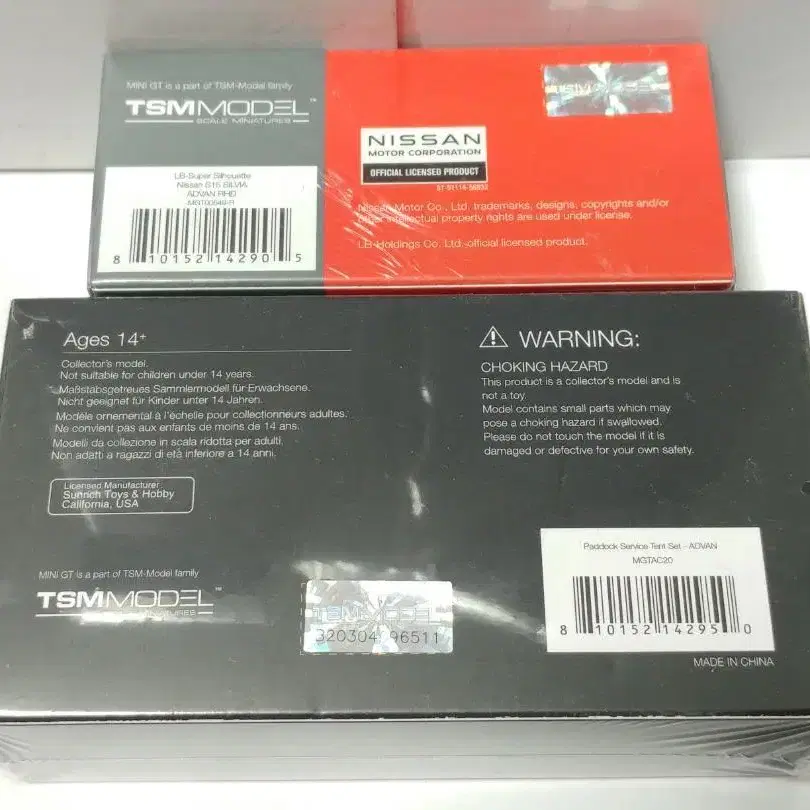 MINI GT is a part of TSM-Model family
TSMMODEL™
SCALE MINIATURES
LB-Super Silhouette
Nissan S15 SILVIA
ADVAN RHD
8 10152 14290 5
NISSAN
MOTOR CORPORATION
OFFICIAL LICENSED PRODUCT
Nissan Motor Co., Ltd. trademarks, designs, copyrights and/or
other intellectual property rights are used under license.
LB-Holdings Co. Ltd. official licensed product.
Ages 14+
Collector's model.
Not suitable for children under 14 years.
Maßstabsgetreues Sammlermodell für Erwachsene.
Nicht geeignet für Kinder unter 14 Jahren.
Modèle ornemental à l'échelle pour collectionneurs adultes.
Ne convient pas aux enfants de moins de 14 ans.
Modelli da collezione in scala ridotta per adulti.
Non adatti a ragazzi di età inferiore a 14 anni.
Licensed Manufacturer
Sunrich Toys & Hobby
California, USA
MINI GT is a part of TSM-Model family
TSMMODEL™
MINIATURES
TSMMODEL
320304 96511
WARNING:
CHOKING HAZARD
This product is a collector's model and is
not a toy.
Model contains small parts which may
pose a choking hazard if swallowed.
Please do not touch the model if it is
damaged or defective for your own safety.
Paddock Service Tent Set - ADVAN
MGTAC20
8 10152 14295 0
MADE IN CHINA